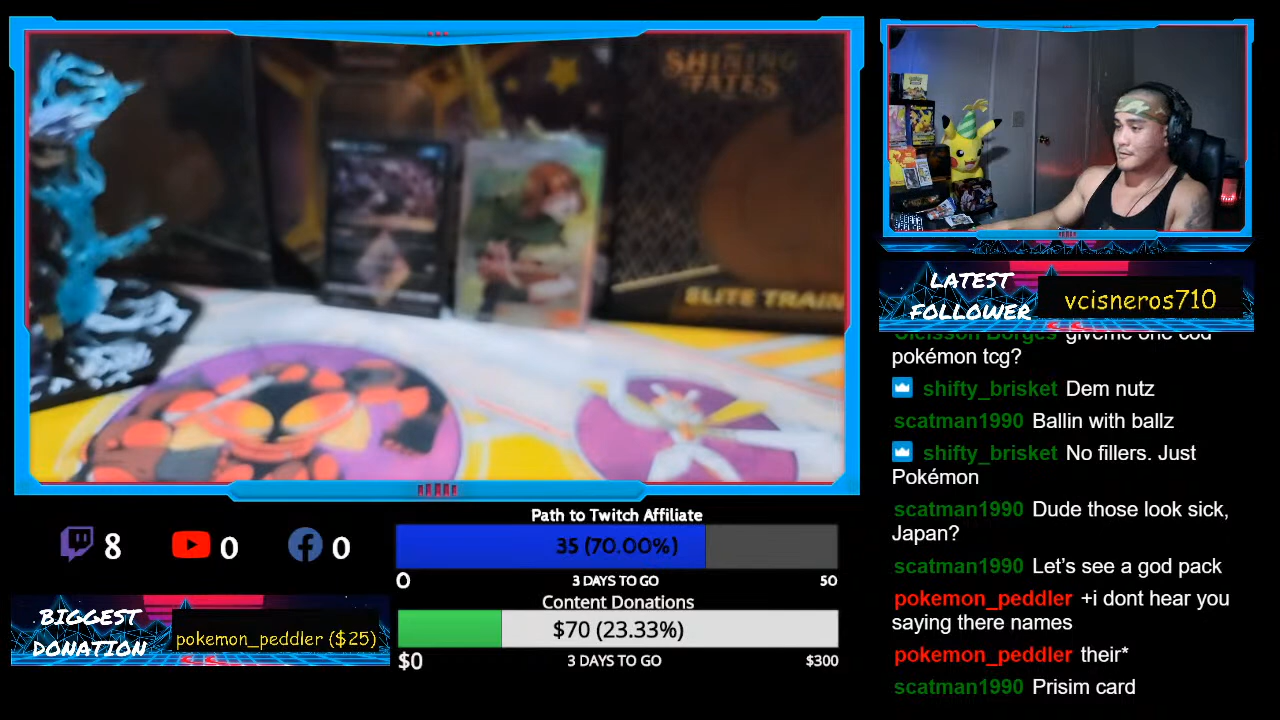 SHINING
FATES
ELITE TRAIN
LATEST
FOLLOWER
vcisneros710
giveme one cod
pokémon tcg?
shifty_brisket Dem nutz
scatman1990 Ballin with ballz
shifty_brisket No fillers. Just
Pokémon
scatman1990 Dude those look sick,
Japan?
scatman1990 Let's see a god pack
pokemon_peddler +i dont hear you
saying there names
pokemon_peddler their*
scatman1990 Prisim card
8
0
0
Path to Twitch Affiliate
35 (70.00%)
0 3 DAYS TO GO 50
Content Donations
$70 (23.33%)
$0 3 DAYS TO GO $300
BIGGEST
DONATION
pokemon_peddler ($25)